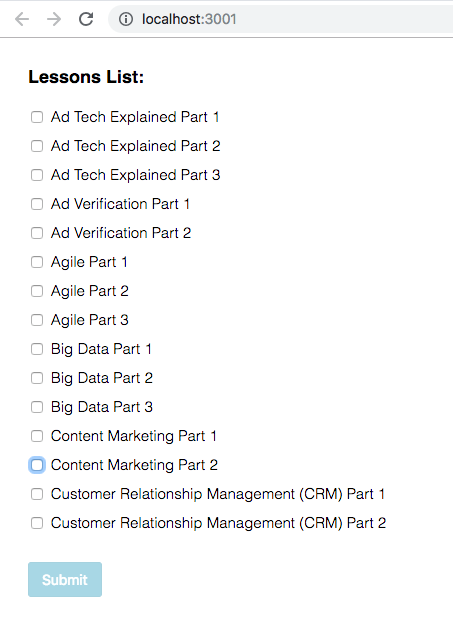 localhost:3001
Lessons List:
Ad Tech Explained Part 1
Ad Tech Explained Part 2
Ad Tech Explained Part 3
Ad Verification Part 1
Ad Verification Part 2
Agile Part 1
Agile Part 2
Agile Part 3
Big Data Part 1
Big Data Part 2
Big Data Part 3
Content Marketing Part 1
Content Marketing Part 2
Customer Relationship Management (CRM) Part 1
Customer Relationship Management (CRM) Part 2
Submit